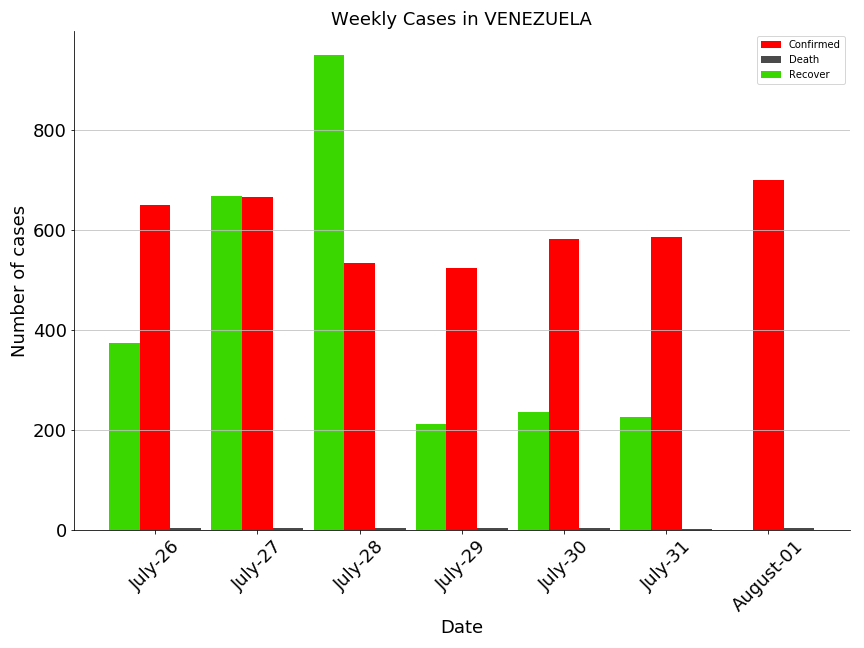 Weekly Cases in VENEZUELA
Confirmed
Death
Recover
Number of cases
800
600
400
200
0
July-26
July-27
July-28
July-29
July-30
July-31
August-01
Date